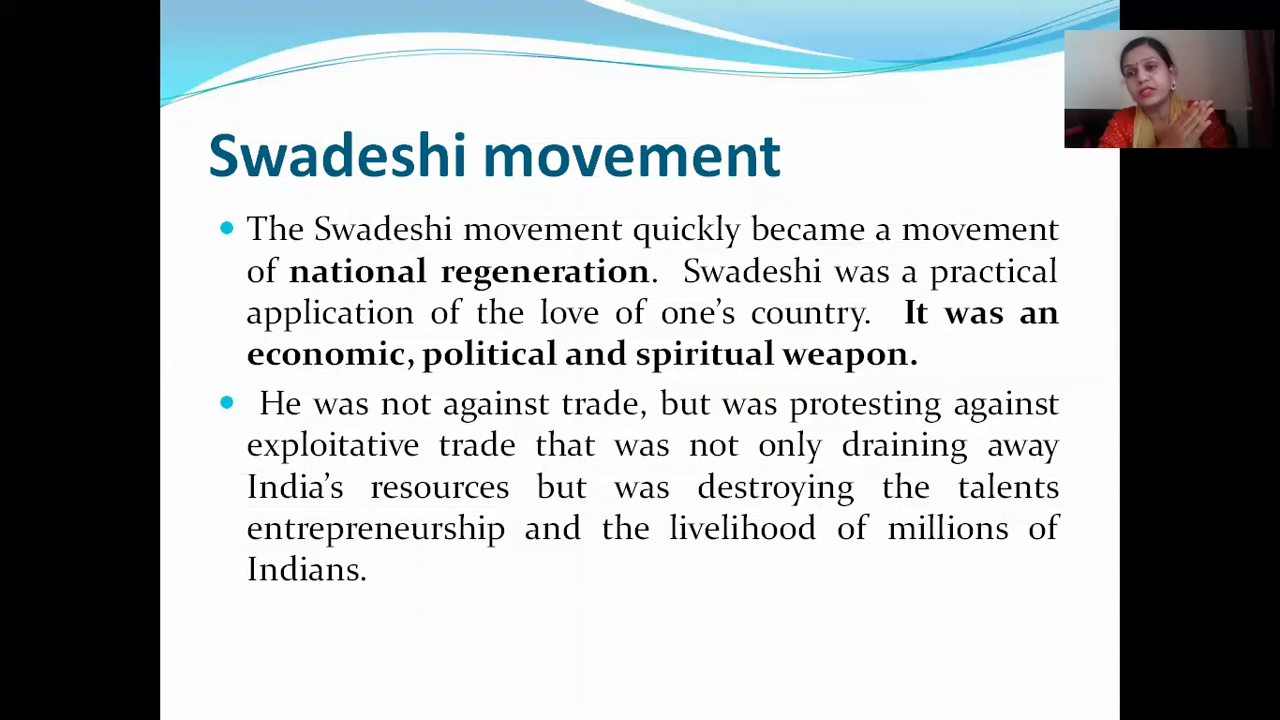 Swadeshi movement
The Swadeshi movement quickly became a movement
of national regeneration. Swadeshi was a practical
application of the love of one’s country. It was an
economic, political and spiritual weapon.
He was not against trade, but was protesting against
exploitative trade that was not only draining away
India’s resources but was destroying the talents
entrepreneurship and the livelihood of millions of
Indians.